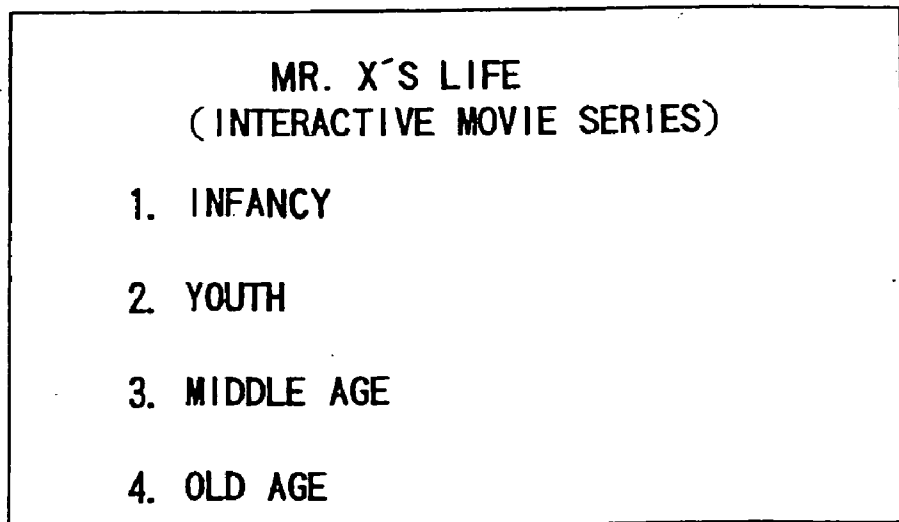 MR. X´S LIFE
(INTERACTIVE MOVIE SERIES)
1. INFANCY
2. YOUTH
3. MIDDLE AGE
4. OLD AGE